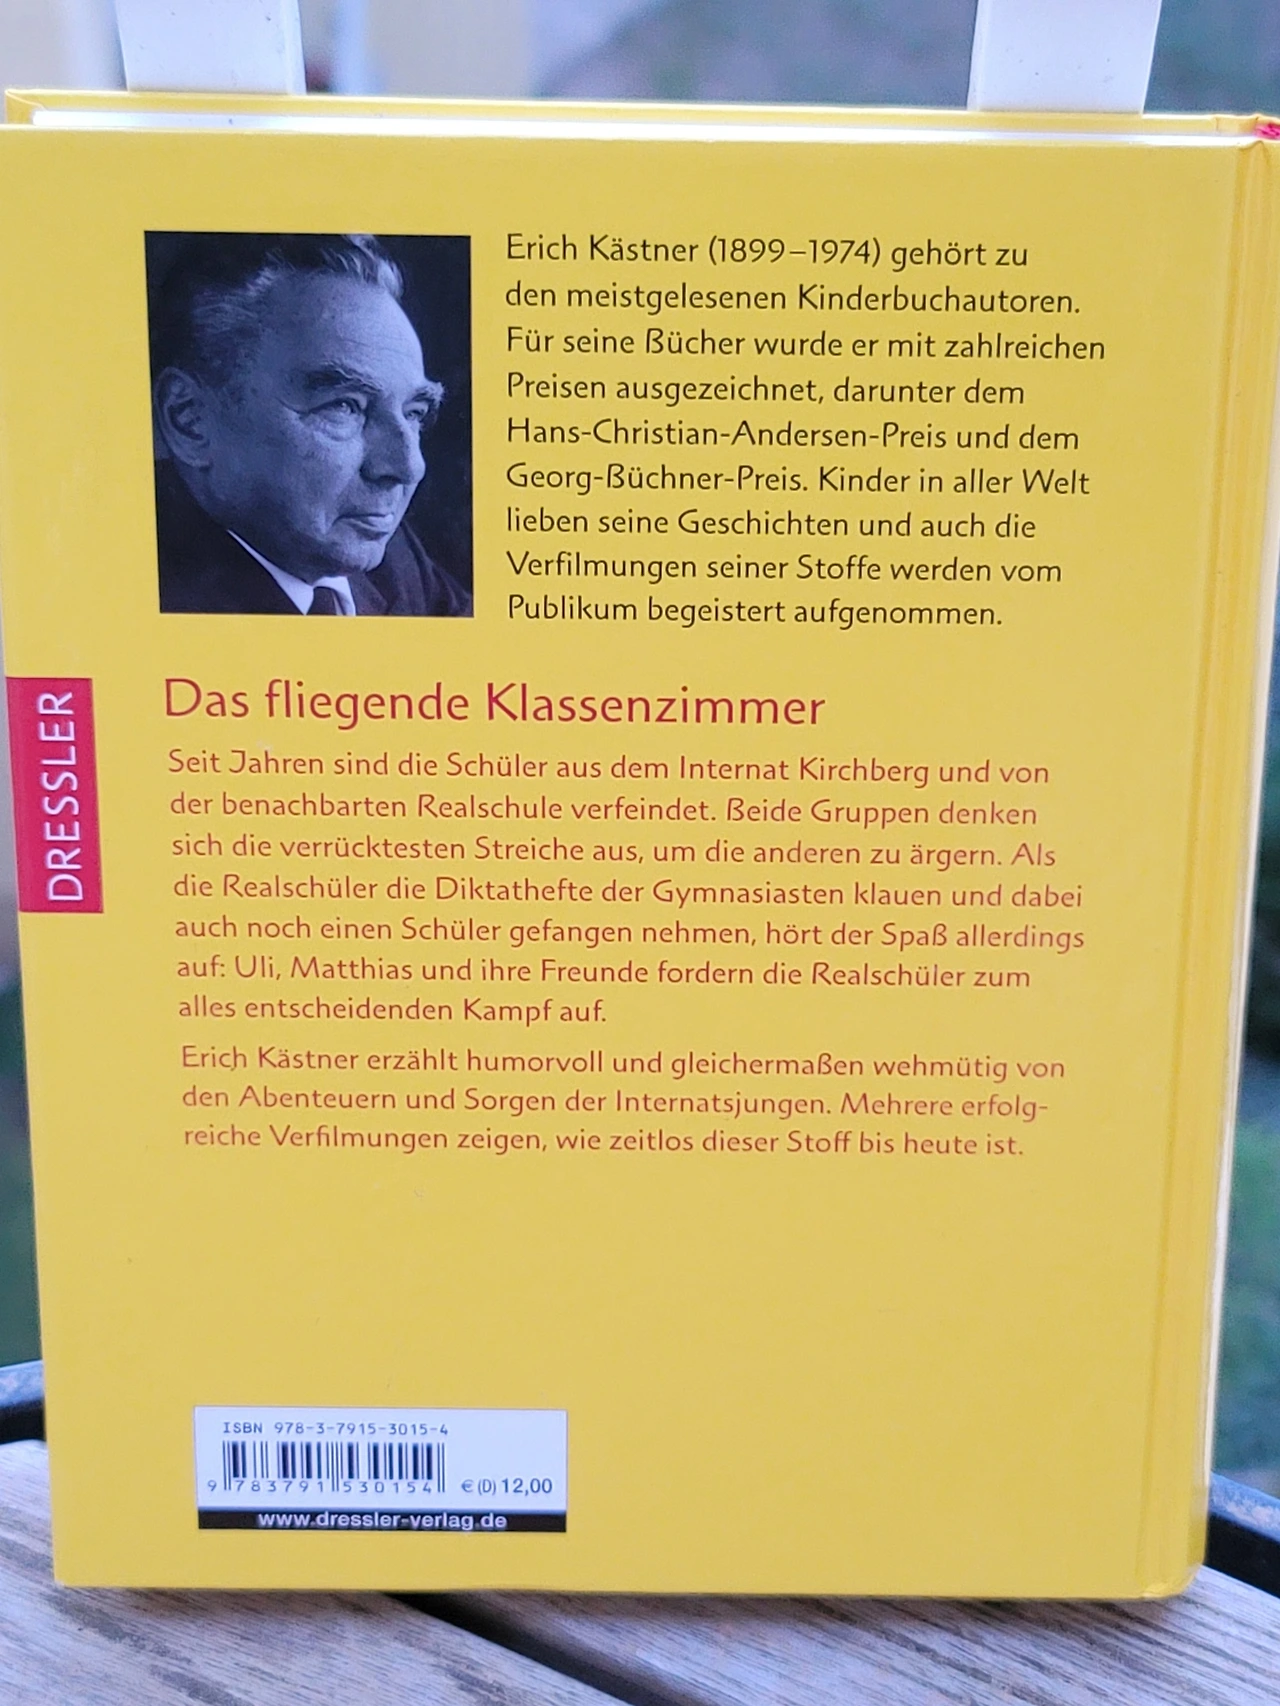 Erich Kästner (1899–1974) gehört zu
den meistgelesenen Kinderbuchautoren.
Für seine Bücher wurde er mit zahlreichen
Preisen ausgezeichnet, darunter dem
Hans-Christian-Andersen-Preis und dem
Georg-Büchner-Preis. Kinder in aller Welt
lieben seine Geschichten und auch die
Verfilmungen seiner Stoffe werden vom
Publikum begeistert aufgenommen.
DRESSLER
Das fliegende Klassenzimmer
Seit Jahren sind die Schüler aus dem Internat Kirchberg und von
der benachbarten Realschule verfeindet. Beide Gruppen denken
sich die verrücktesten Streiche aus, um die anderen zu ärgern. Als
die Realschüler die Diktathefte der Gymnasiasten klauen und dabei
auch noch einen Schüler gefangen nehmen, hört der Spaß allerdings
auf: Uli, Matthias und ihre Freunde fordern die Realschüler zum
alles entscheidenden Kampf auf.
Erich Kästner erzählt humorvoll und gleichermaßen wehmütig von
den Abenteuern und Sorgen der Internatsjungen. Mehrere erfolg-
reiche Verfilmungen zeigen, wie zeitlos dieser Stoff bis heute ist.
ISBN 978-3-7915-3015-4
9 783791 530154 € (D) 12,00
www.dressler-verlag.de